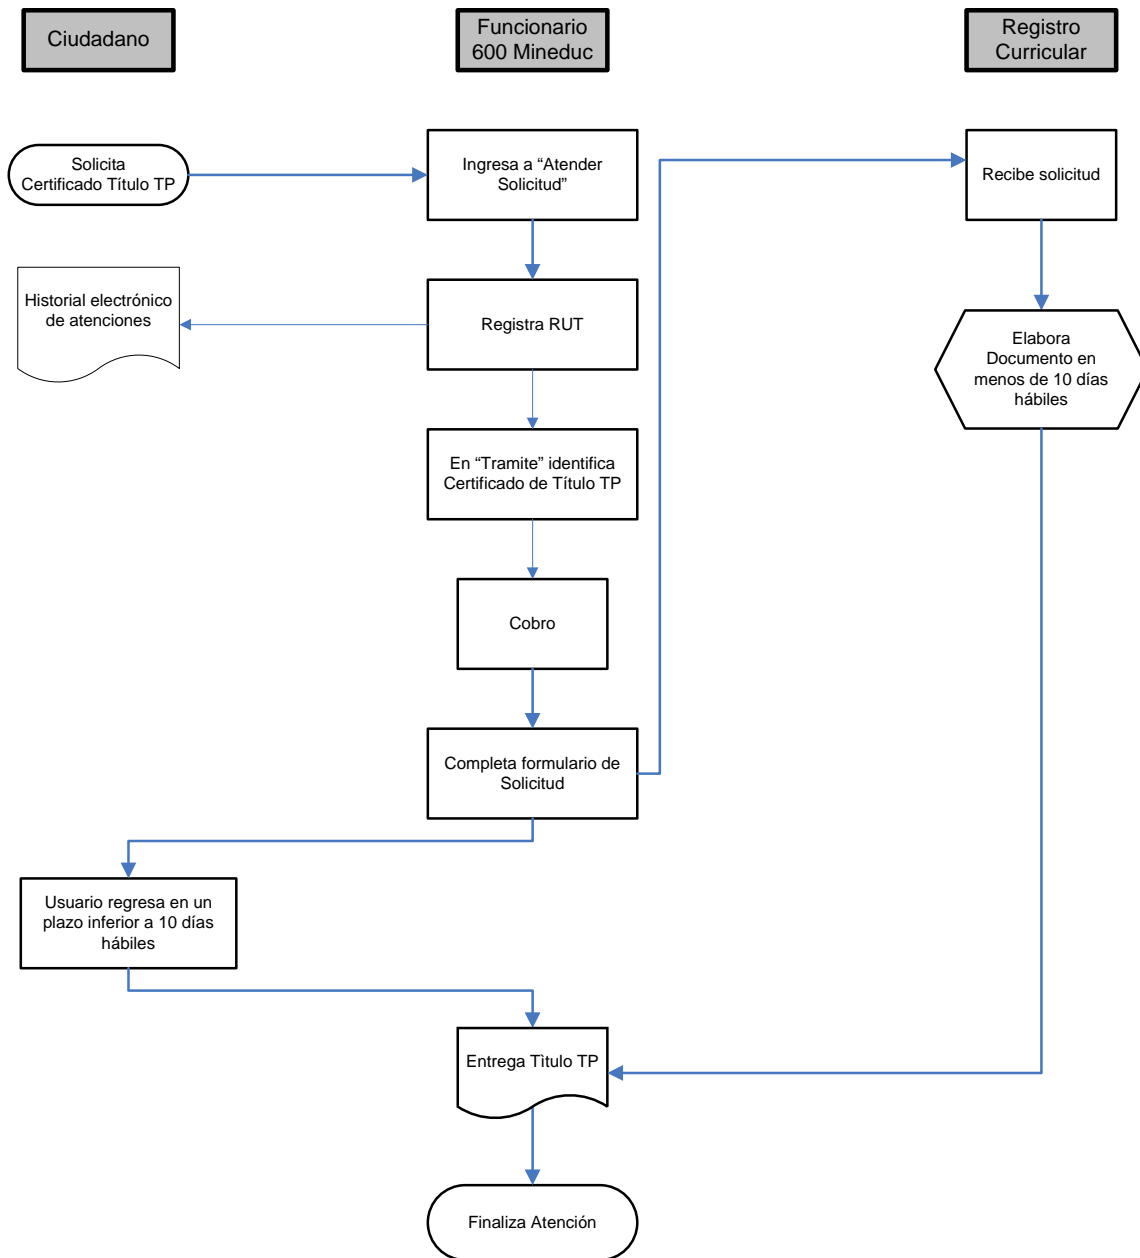 Ciudadano
Funcionario
600 Mineduc
Registro
Curricular
Solicita
Certificado Título TP
Ingresa a “Atender
Solicitud”
Recibe solicitud
Historial electrónico
de atenciones
Registra RUT
Elabora
Documento en
menos de 10 días
hábiles
En “Tramite” identifica
Certificado de Título TP
Cobro
Completa formulario de
Solicitud
Usuario regresa en un
plazo inferior a 10 días
hábiles
Entrega Tìtulo TP
Finaliza Atención